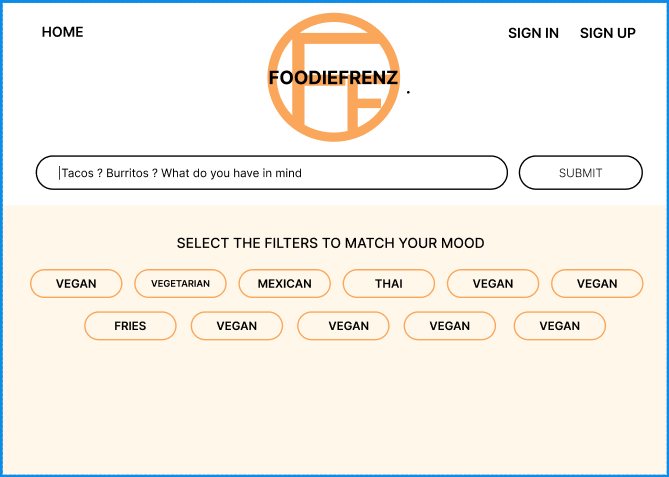 HOME
SIGN IN
SIGN UP
FOODIEFRENZ .
Tacos ? Burritos ? What do you have in mind
SUBMIT
SELECT THE FILTERS TO MATCH YOUR MOOD
VEGAN VEGETARIAN MEXICAN THAI VEGAN VEGAN
FRIES VEGAN VEGAN VEGAN VEGAN